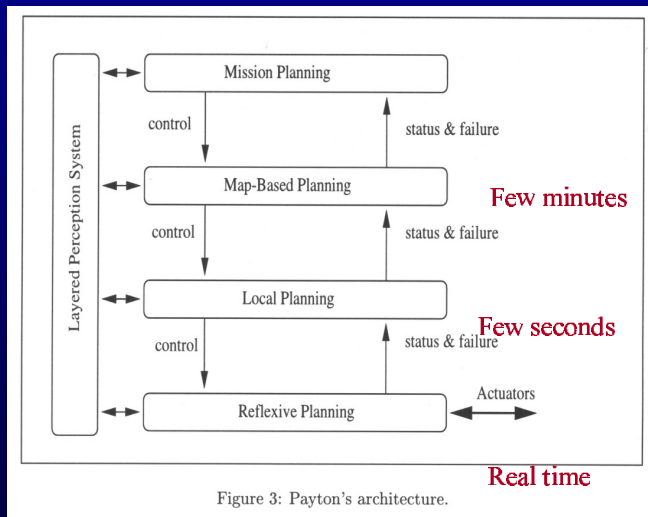 Layered Perception System
Mission Planning
control
status & failure
Map-Based Planning
Few minutes
control
status & failure
Local Planning
Few seconds
control
status & failure
Actuators
Reflexive Planning
Real time
Figure 3: Payton's architecture.